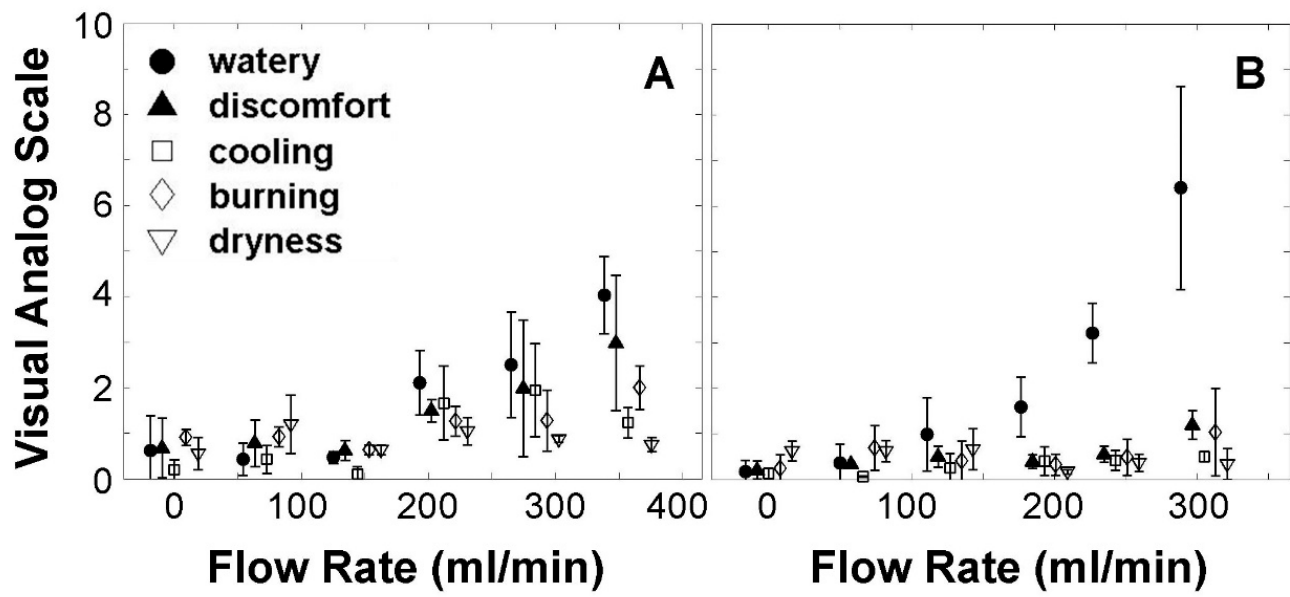 Visual Analog Scale
10
8
6
4
2
0
watery
discomfort
cooling
burning
dryness
A
B
0 100 200 300 400
0 100 200 300
Flow Rate (ml/min)
Flow Rate (ml/min)